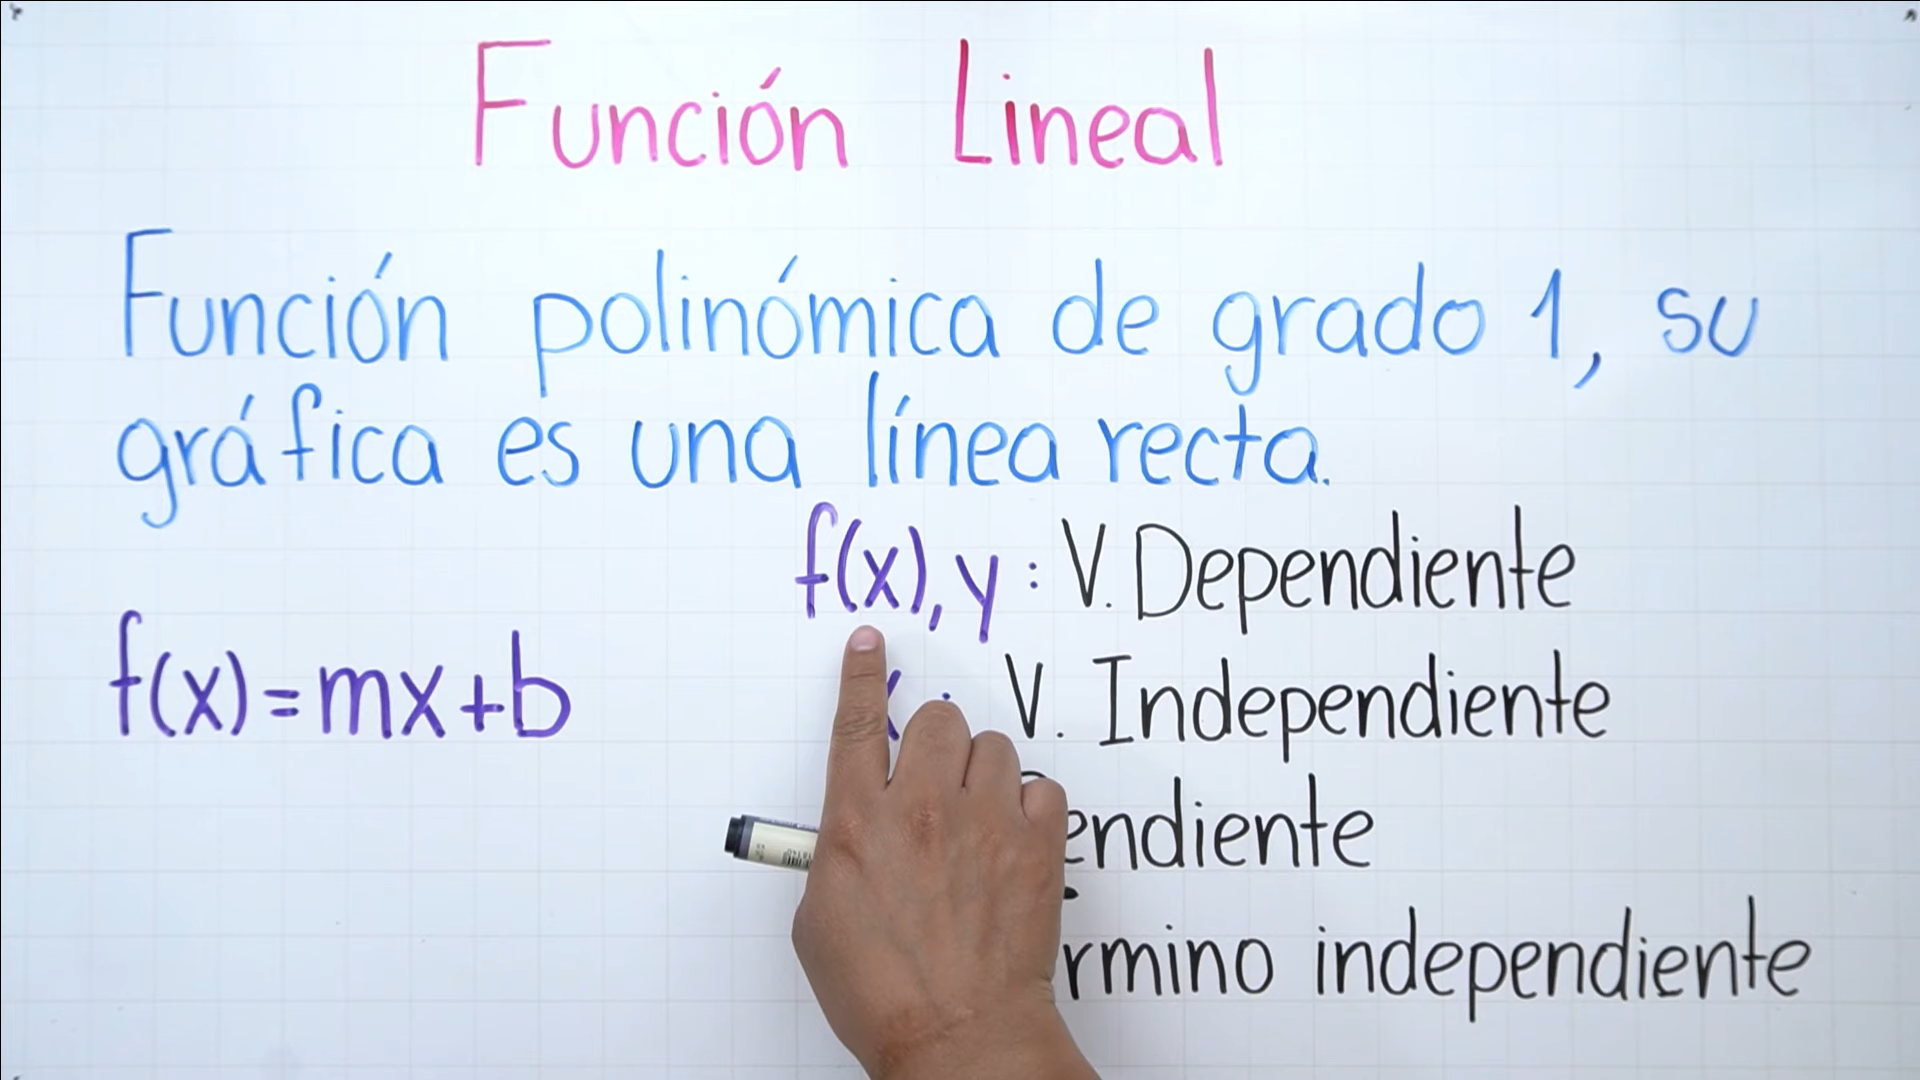 Función Lineal
Función polinómica de grado 1, su
gráfica es una línea recta.
f(x), y : V. Dependiente
f(x)=mx+b
x : V. Independiente
endiente
rmino independiente